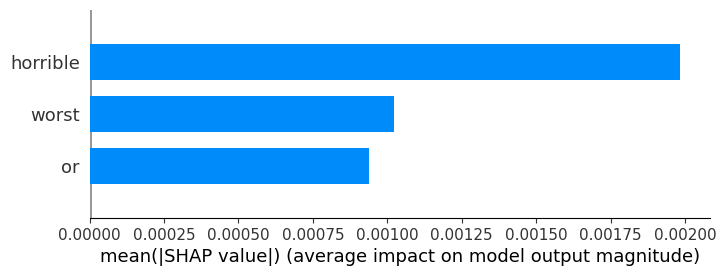 horrible
worst
or
0.00000 0.00025 0.00050 0.00075 0.00100 0.00125 0.00150 0.00175 0.00200
mean(|SHAP value|) (average impact on model output magnitude)